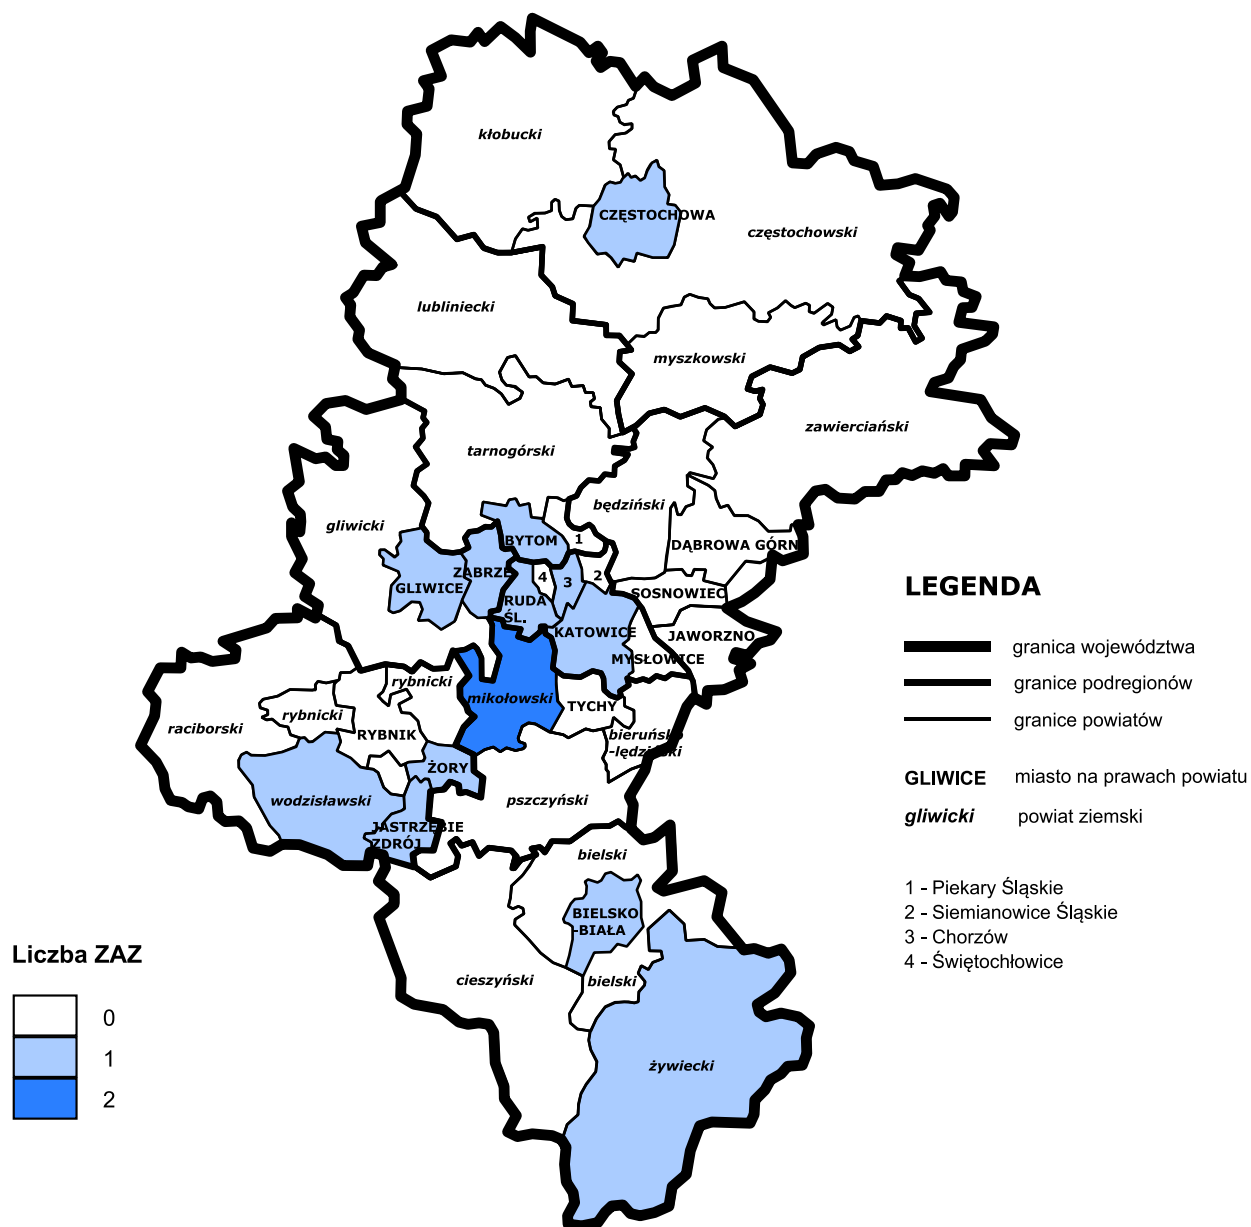 kłobucki
CZĘSTOCHOWA
częstochowski
lubliniecki
myszkowski
zawierciański
tarnogórski
będziński
gliwicki
BYTOM
1
DĄBROWA GÓRN
ZABRZE
GLIWICE
4
3
2
RUDA
ŚL.
SOSNOWIEC
KATOWICE
JAWORZNO
MYSŁOWICE
rybnicki
mikołowski
TYCHY
raciborski
rybnicki
RYBNIK
bieruńsko
-lędziński
ŻORY
wodzisławski
pszczyński
JASTRZĘBIE
ZDRÓJ
bielski
BIELSKO
-BIAŁA
cieszyński
bielski
żywiecki
LEGENDA
granica województwa
granice podregionów
granice powiatów
GLIWICE miasto na prawach powiatu
gliwicki powiat ziemski
1 - Piekary Śląskie
2 - Siemianowice Śląskie
3 - Chorzów
4 - Świętochłowice
Liczba ZAZ
0
1
2